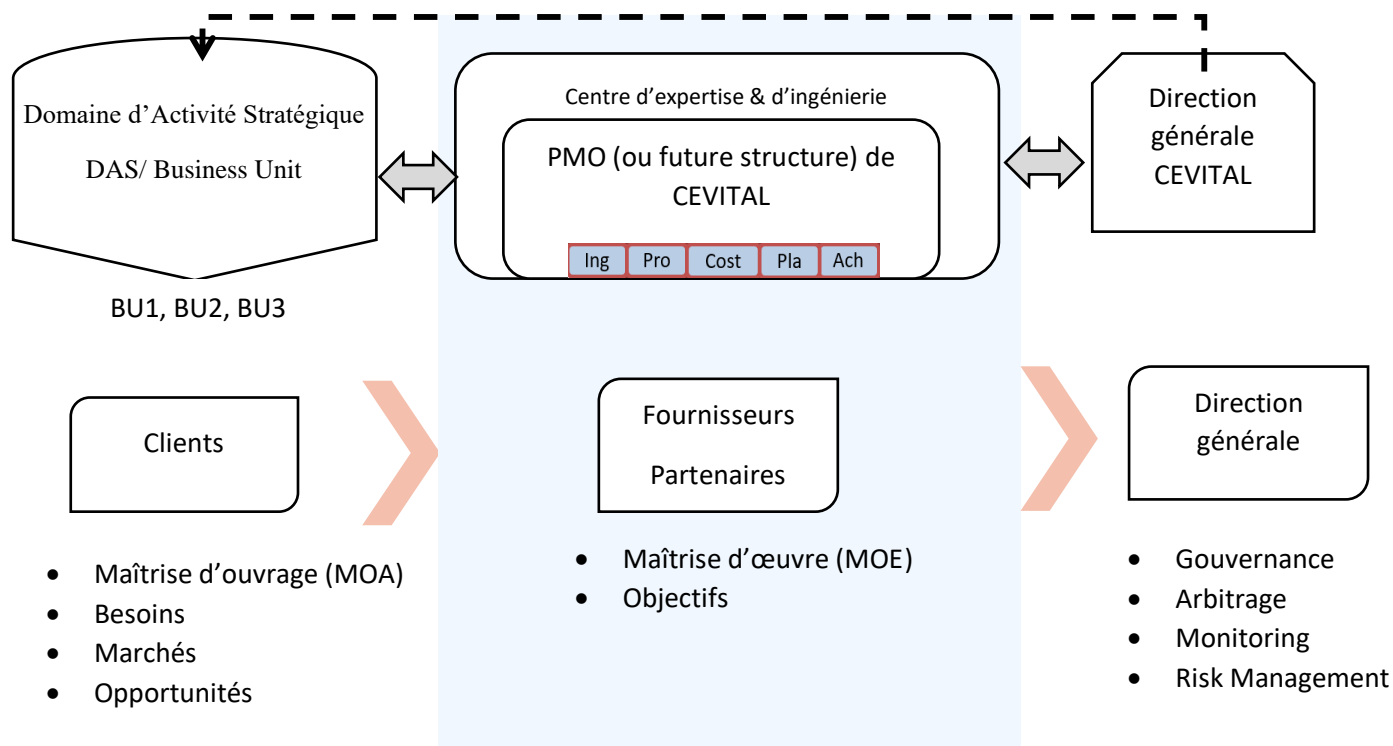 Domaine d’Activité Stratégique
DAS/ Business Unit
BU1, BU2, BU3
Centre d’expertise & d’ingénierie
PMO (ou future structure) de
CEVITAL
Ing Pro Cost Pla Ach
Direction
générale
CEVITAL
Clients
Fournisseurs
Partenaires
Direction
générale
• Maîtrise d’ouvrage (MOA)
• Besoins
• Marchés
• Opportunités
• Maîtrise d’œuvre (MOE)
• Objectifs
• Gouvernance
• Arbitrage
• Monitoring
• Risk Management